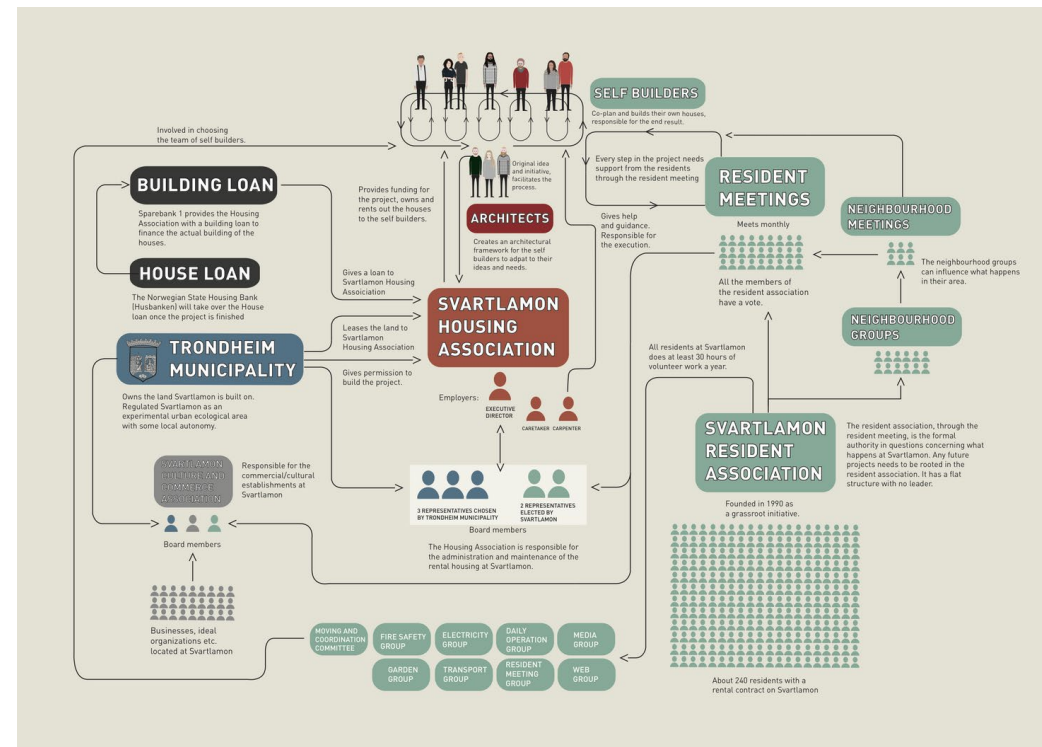 SELF BUILDERS
Co-plan and builds their own houses,
responsible for the end result.
Involved in choosing
the team of self builders.
BUILDING LOAN
Sparebank 1 provides the Housing
Association with a building loan to
finance the actual building of the
houses.
HOUSE LOAN
The Norwegian State Housing Bank
(Husbanken) will take over the House
loan once the project is finished
TRONDHEIM
MUNICIPALITY
Owns the land Svartlamon is built on.
Regulated Svartlamon as an
experimental urban ecological area
with some local autonomy.
Provides funding for
the project, owns and
rents out the houses
to the self builders.
Original idea
and initiative,
facilitates the
process.
ARCHITECTS
Creates an architectural
framework for the self
builders to adpat to their
ideas and needs.
Every step in the project needs
support from the residents
through the resident meeting
Gives help
and guidance.
Responsible for
the execution.
RESIDENT
MEETINGS
Meets monthly
All the members of
the resident association
have a vote.
NEIGHBOURHOOD
MEETINGS
The neighbourhood groups
can influence what happens
in their area.
NEIGHBOURHOOD
GROUPS
Gives a loan to
Svartlamon Housing
Assoiciation
Leases the land to
Svartlamon
Housing Association
Gives permission to
build the project.
SVARTLAMON
HOUSING
ASSOCIATION
Employers:
EXECUTIVE
DIRECTOR
CARETAKER
CARPENTER
All residents at Svartlamon
does at least 30 hours of
volunteer work a year.
SVARTLAMON
RESIDENT
ASSOCIATION
The resident association, through the
resident meeting, is the formal
authority in questions concerning what
happens at Svartlamon. Any future
projects needs to be rooted in the
resident association. It has a flat
structure with no leader.
Founded in 1990 as
a grassroot initiative.
About 240 residents with a
rental contract on Svartlamon
SVARTLAMON
CULTURE AND
COMMERCE
ASSOCIATION
Responsible for the
commercial/cultural
establishments at
Svartlamon
Board members
Businesses, ideal
organizations etc.
located at Svartlamon
3 REPRESENTATIVES CHOSEN
BY TRONDHEIM MUNICIPALITY
2 REPRESENTATIVES
ELECTED BY
SVARTLAMON
Board members
The Housing Association is responsible for
the administration and maintenance of the
rental housing at Svartlamon.
MOVING AND
COORDINATION
COMMITTEE
FIRE SAFETY
GROUP
ELECTRICITY
GROUP
DAILY
OPERATION
GROUP
MEDIA
GROUP
GARDEN
GROUP
TRANSPORT
GROUP
RESIDENT
MEETING
GROUP
WEB
GROUP